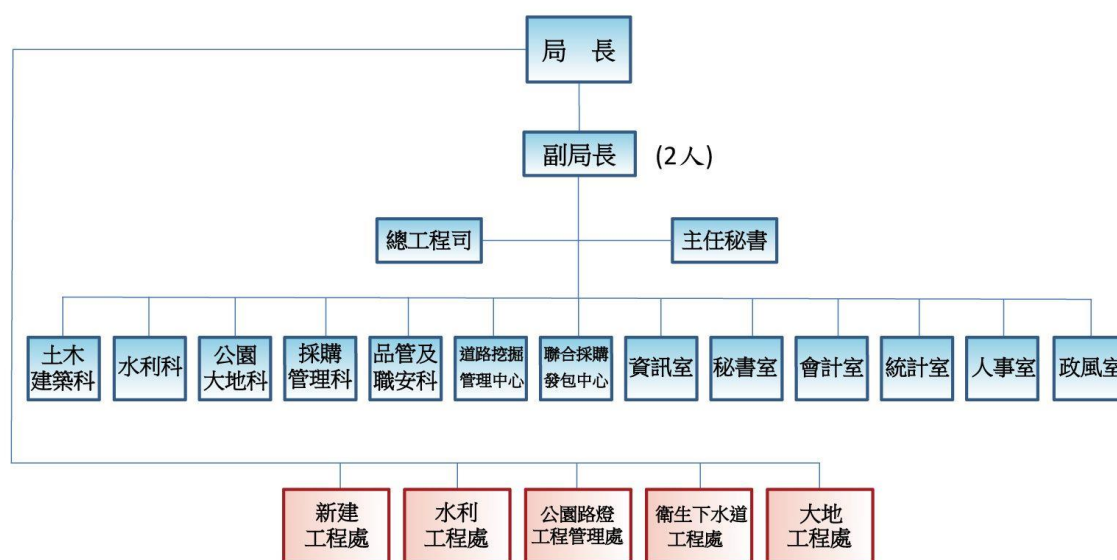 局 長
副局長 (2人)
總工程司 主任秘書
土木
建築科
水利科
公園
大地科
採購
管理科
品管及
職安科
道路挖掘
管理中心
聯合採購
發包中心
資訊室
秘書室
會計室
統計室
人事室
政風室
新建
工程處
水利
工程處
公園路燈
工程管理處
衛生下水道
工程處
大地
工程處